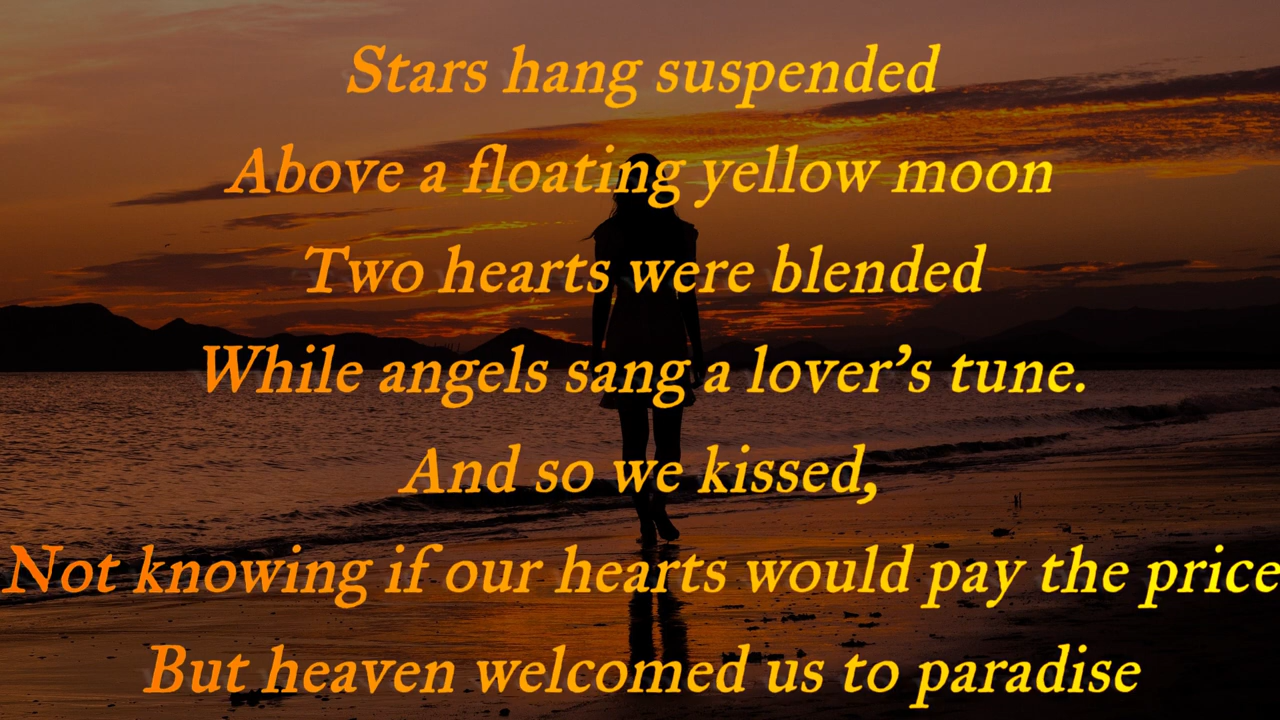 Stars hang suspended
Above a floating yellow moon
Two hearts were blended
While angels sang a lover’s tune.
And so we kissed,
Not knowing if our hearts would pay the price
But heaven welcomed us to paradise